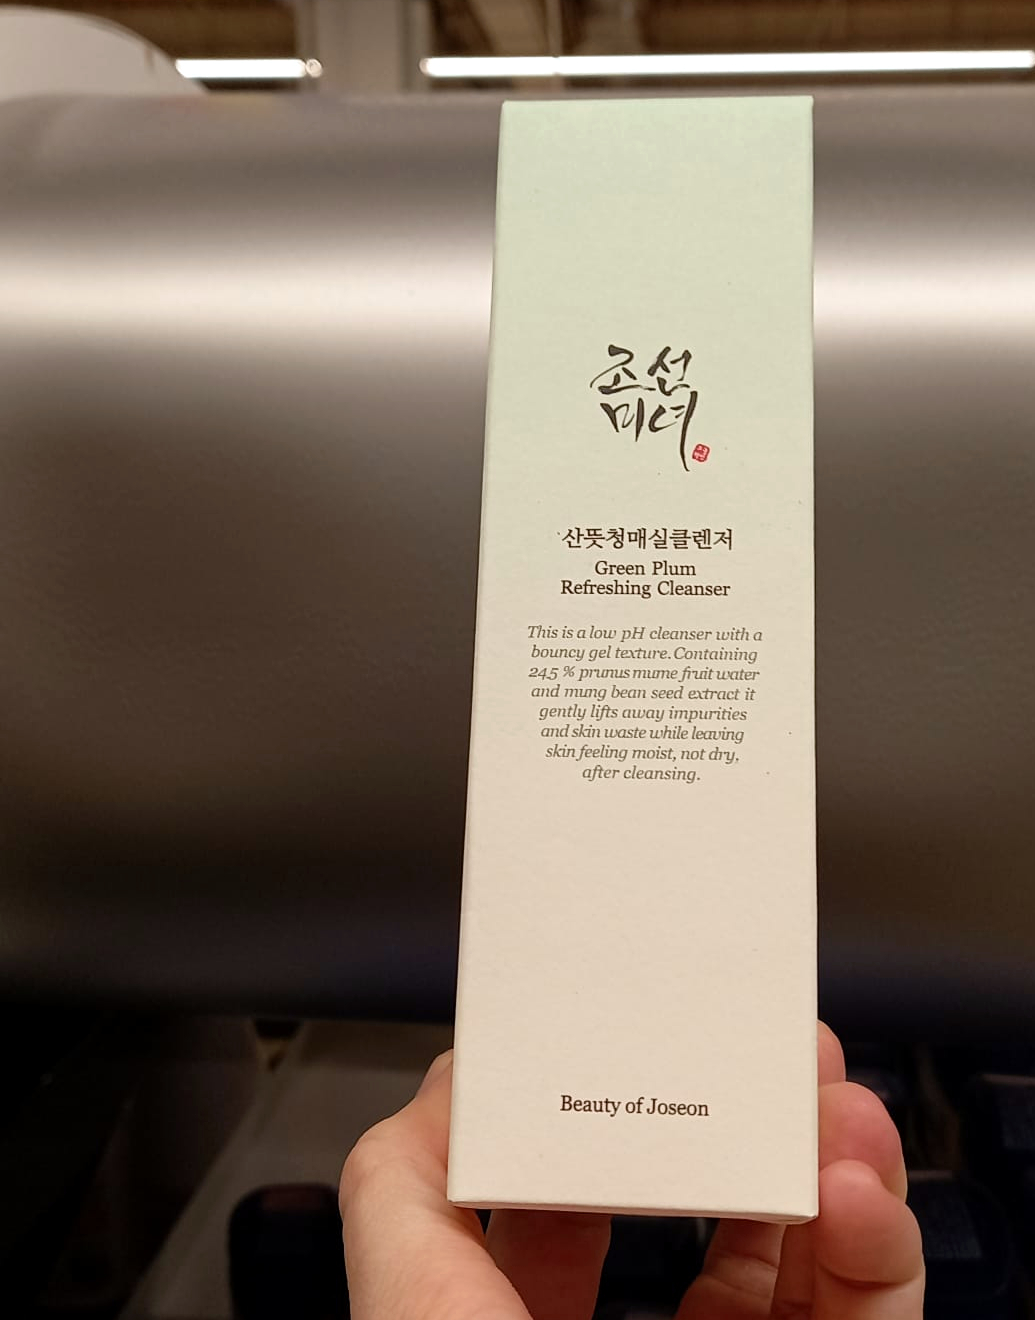 조선
미녀
산뜻청매실클렌저
Green Plum
Refreshing Cleanser
This is a low pH cleanser with a
bouncy gel texture. Containing
24.5 % prunus mume fruit water
and mung bean seed extract it
gently lifts away impurities
and skin waste while leaving
skin feeling moist, not dry,
after cleansing.
Beauty of Joseon